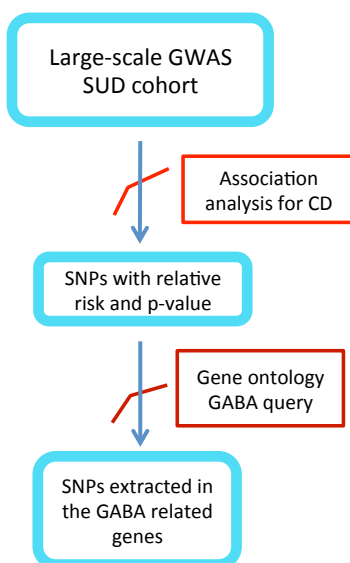 Large-scale GWAS
SUD cohort
Association
analysis for CD
SNPs with relative
risk and p-value
Gene ontology
GABA query
SNPs extracted in
the GABA related
genes